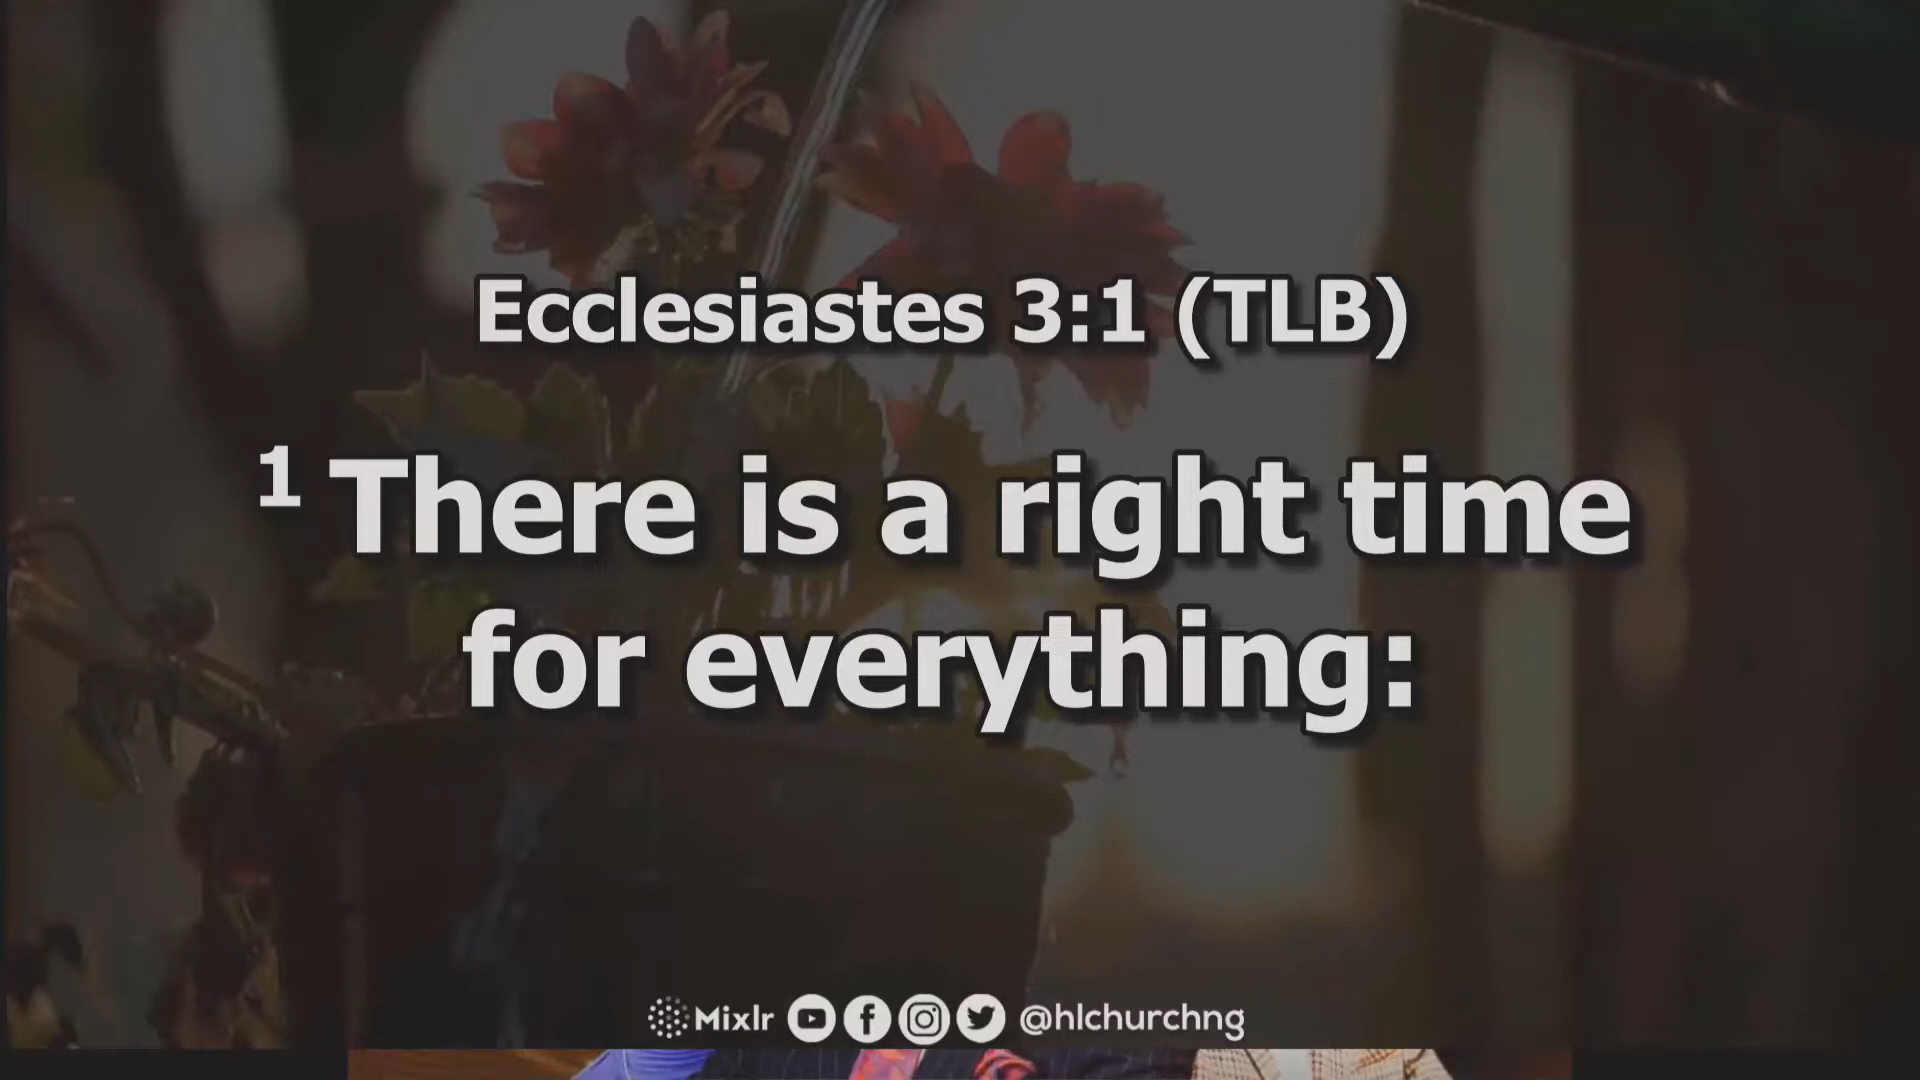 Ecclesiastes 3:1 (TLB)
1 There is a right time
for everything:
Mixlr @hlchurchng